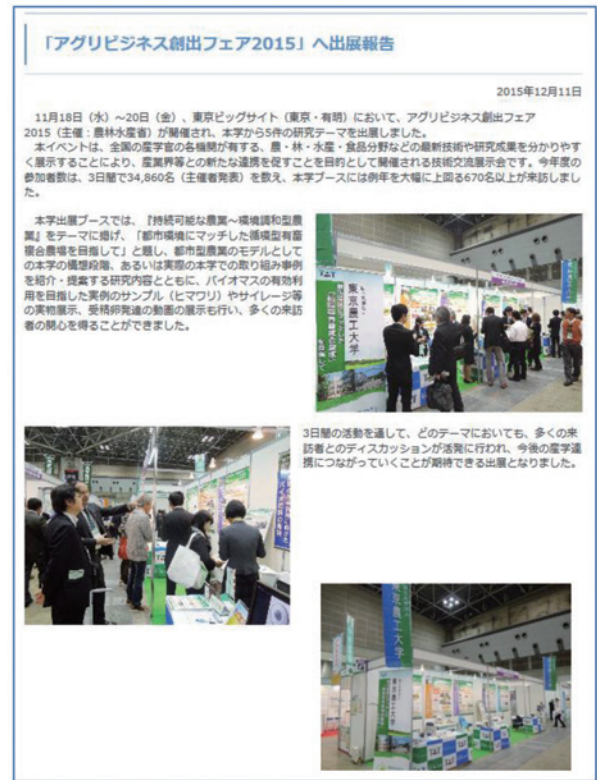 「アグリビジネス創出フェア2015」へ出展報告
2015年12月11日
11月18日（水）～20日（金）、東京ビッグサイト（東京・有明）において、アグリビジネス創出フェア
2015（主催：農林水産省）が開催され、本学から5件の研究テーマを出展しました。
本イベントは、全国の産学官の各機関が有する、農・林・水産・食品分野などの最新技術や研究成果を分かりやす
く展示することにより、産業界等との新たな連携を促すことを目的として開催される技術交流展示会です。今年度の
参加者数は、3日間で34,860名（主催者発表）を数え、本学ブースには例年を大幅に上回る670名以上が来訪しまし
た。
本学出展ブースでは、『持続可能な農業～環境調和型農
業』をテーマに掲げ、「都市環境にマッチした循環型有畜
複合農場を目指して」と題し、都市型農業のモデルとして
の本学の構想段階、あるいは実際の本学での取り組み事例
を紹介・提案する研究内容とともに、バイオマスの有効利
用を目指した実例のサンプル（ヒマワリ）やサイレージ等
の実物展示、受精卵発達の動画の展示も行い、多くの来訪
者の関心を得ることができました。
東京農工大学
3日間の活動を通して、どのテーマにおいても、多くの来
訪者とのディスカッションが活発に行われ、今後の産学連
携につながっていくことが期待できる出展となりました。
東京農工大学
東京農工大学